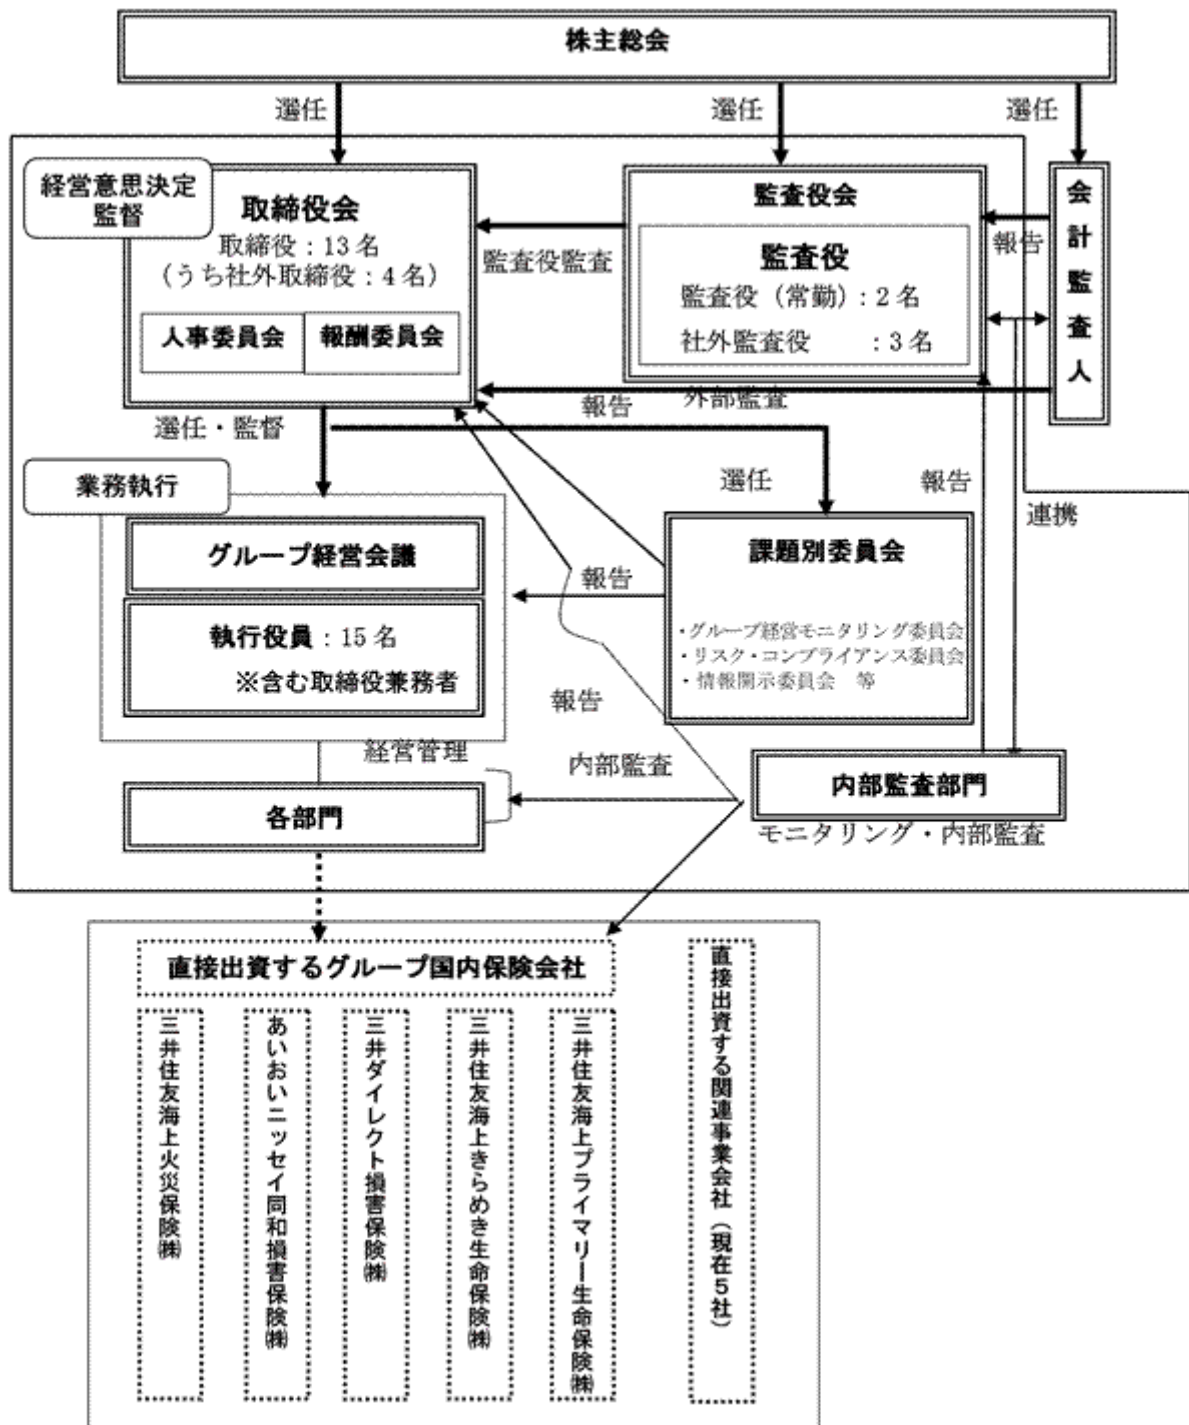 株主総会
選任
選任
選任
経営意思決定
監督
取締役会
取締役：13名
（うち社外取締役：4名）
人事委員会
報酬委員会
監査役監査
監査役会
監査役
監査役（常勤）：2名
社外監査役　：3名
報告
会計監査人
外部監査
報告
選任・監督
選任
報告
連携
業務執行
グループ経営会議
執行役員：15名
※含む取締役兼務者
報告
課題別委員会
・グループ経営モニタリング委員会
・リスク・コンプライアンス委員会
・情報開示委員会　等
報告
経営管理
内部監査
各部門
内部監査部門
モニタリング・内部監査
直接出資するグループ国内保険会社
三井住友海上火災保険㈱
あいおいニッセイ同和損害保険㈱
三井ダイレクト損害保険㈱
三井住友海上きらめき生命保険㈱
三井住友海上プライマリー生命保険㈱
直接出資する関連事業会社（現在5社）